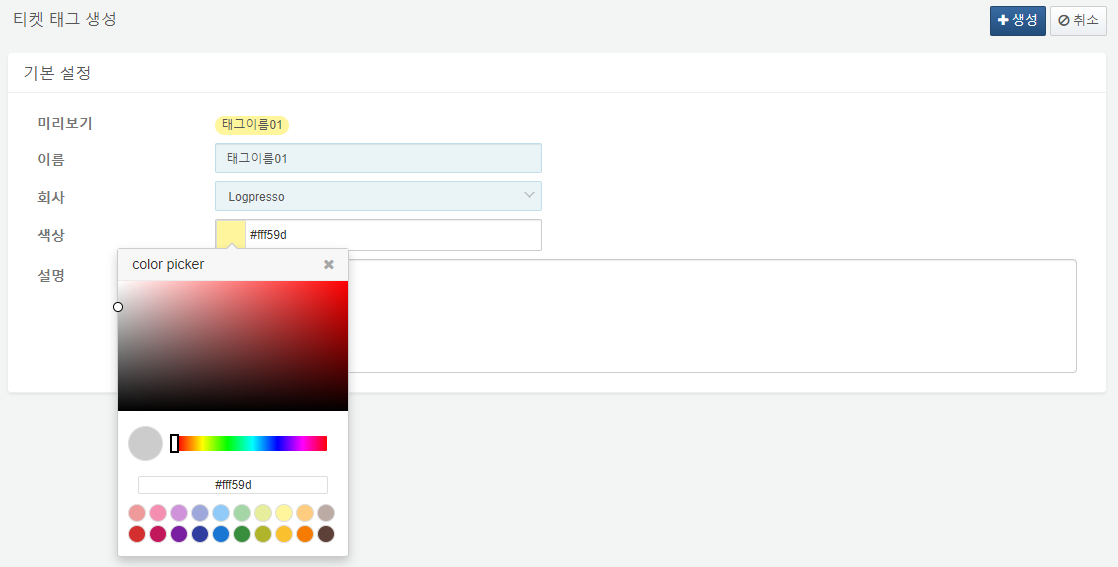 티켓 태그 생성
생성 취소
기본 설정
미리보기 태그이름01
이름 태그이름01
회사 Logpresso
색상 #fff59d
설명
color picker
#fff59d